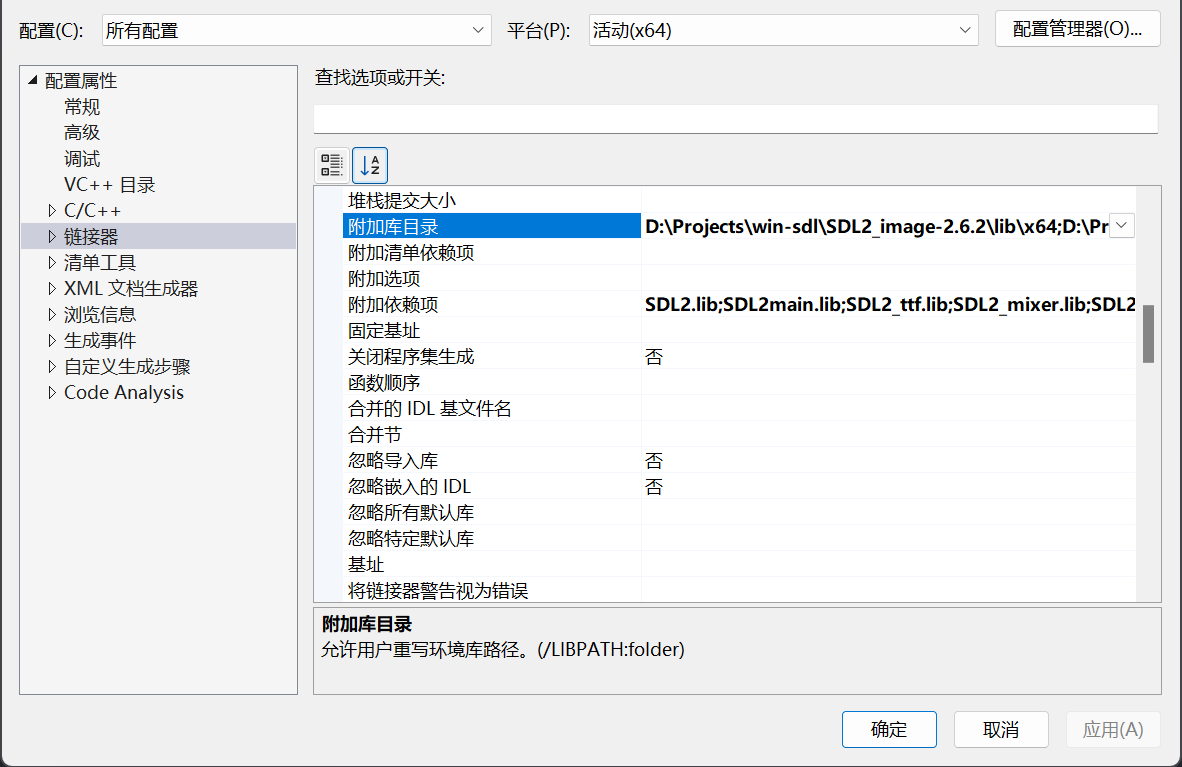 配置(C): 所有配置 平台(P): 活动(x64) 配置管理器(O)...
配置属性
常规
高级
调试
VC++ 目录
C/C++
链接器
清单工具
XML 文档生成器
浏览信息
生成事件
自定义生成步骤
Code Analysis
查找选项或开关:
堆栈提交大小
附加库目录 D:\Projects\win-sdl\SDL2_image-2.6.2\lib\x64;D:\Pr
附加清单依赖项
附加选项
附加依赖项 SDL2.lib;SDL2main.lib;SDL2_ttf.lib;SDL2_mixer.lib;SDL2
固定基址
关闭程序集生成 否
函数顺序
合并的 IDL 基文件名
合并节
忽略导入库 否
忽略嵌入的 IDL 否
忽略所有默认库
忽略特定默认库
基址
将链接器警告视为错误
附加库目录
允许用户重写环境库路径。(/LIBPATH:folder)
确定 取消 应用(A)